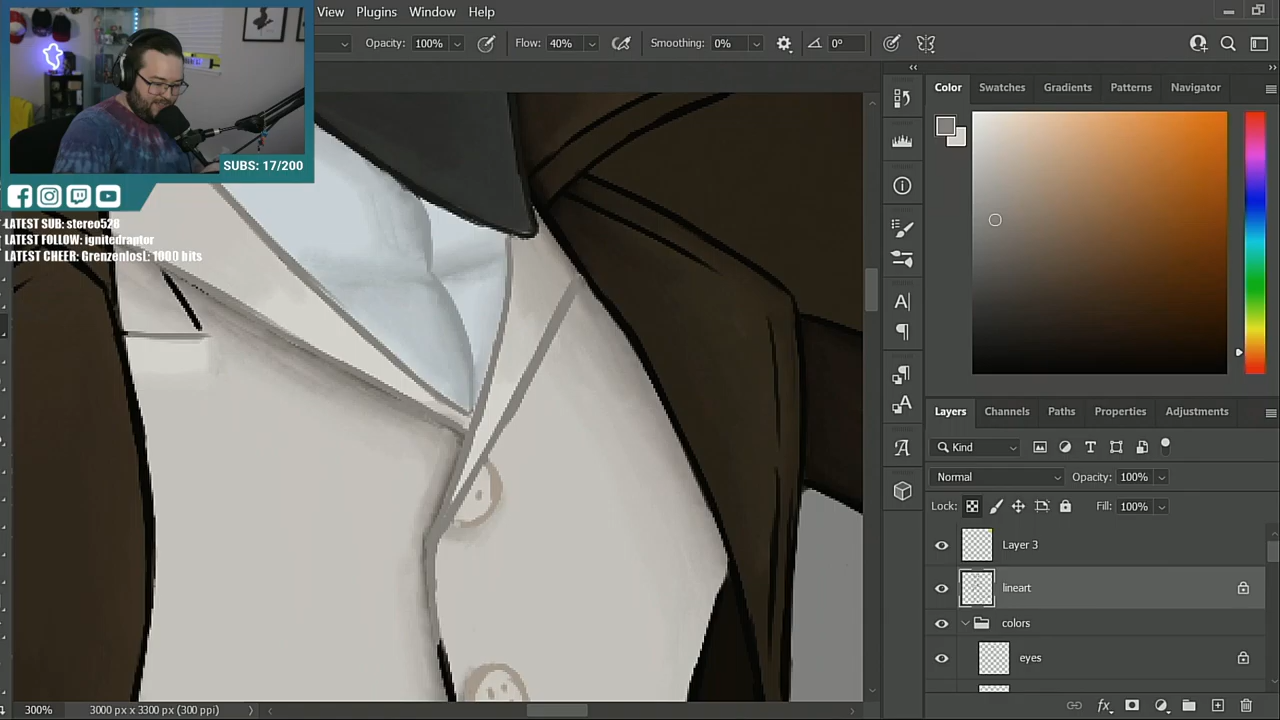 View Plugins Window Help
Opacity: 100% Flow: 40% Smoothing: 0% 0°
SUBS: 17/200
LATEST SUB: stereo528
LATEST FOLLOW: ignitedraptor
LATEST CHEER: GrenzenlosL: 1000 bits
Color Swatches Gradients Patterns Navigator
Layers Channels Paths Properties Adjustments
Kind
Normal Opacity: 100%
Lock: Fill: 100%
Layer 3
lineart
colors
eyes
300% 3000 px x 3300 px (300 ppi)